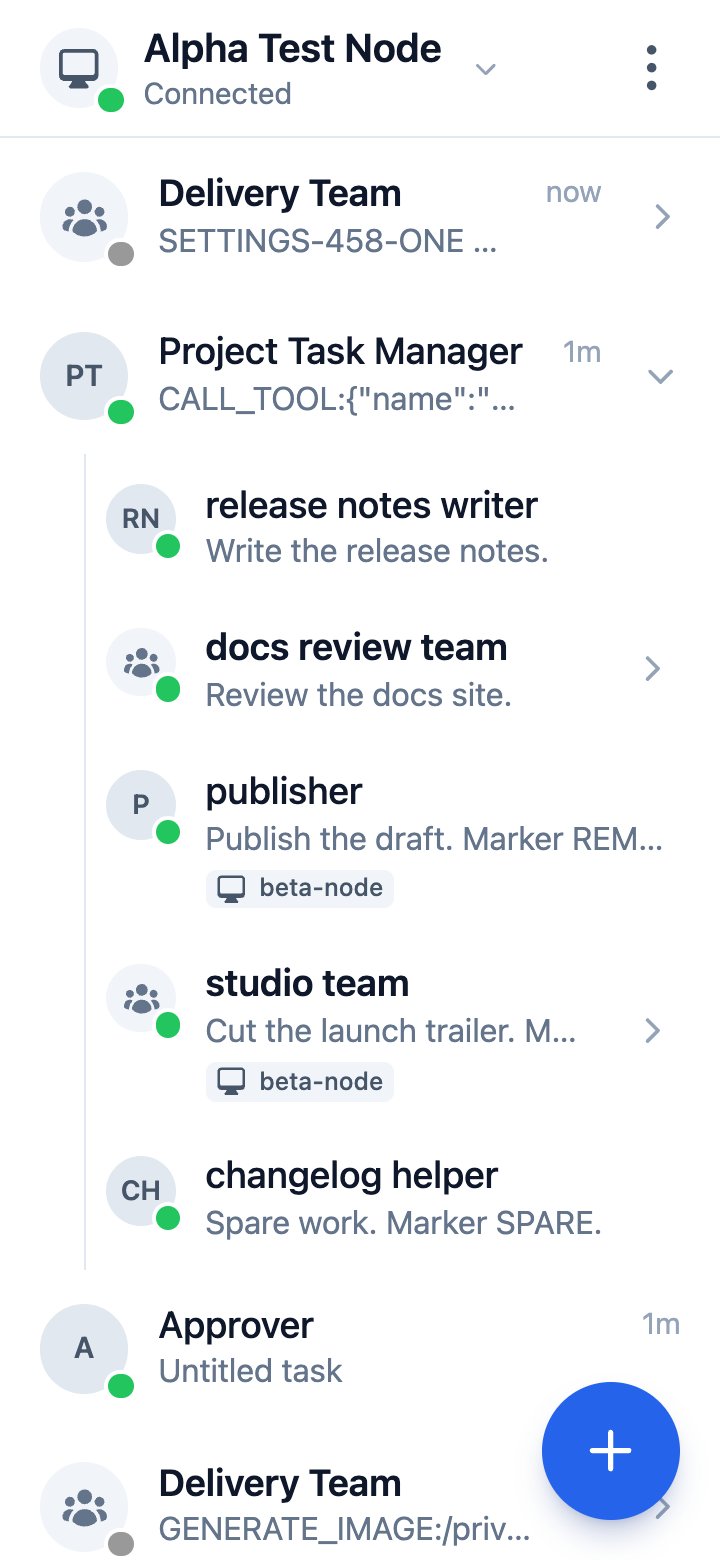 Alpha Test Node
Connected
Delivery Team
now
SETTINGS-458-ONE ...
PT
Project Task Manager
1m
CALL_TOOL:{"name":"...
RN
release notes writer
Write the release notes.
docs review team
Review the docs site.
P
publisher
Publish the draft. Marker REM...
beta-node
studio team
Cut the launch trailer. M...
beta-node
CH
changelog helper
Spare work. Marker SPARE.
A
Approver
1m
Untitled task
Delivery Team
GENERATE_IMAGE:/priv...